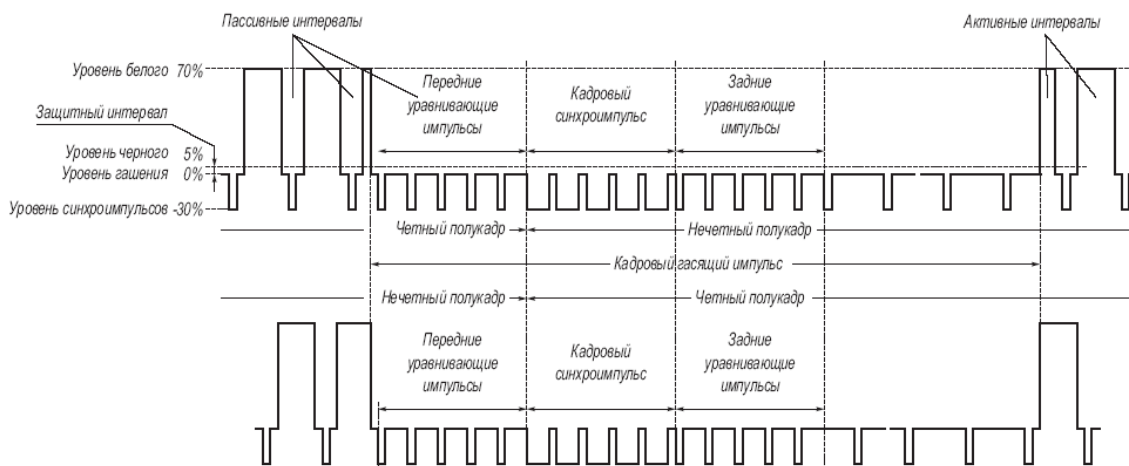 Пассивные интервалы
Активные интервалы
Уровень белого 70%
Передние
уравнивающие
импульсы
Кадровый
синхроимпульс
Задние
уравнивающие
импульсы
Защитный интервал
Уровень черного 5%
Уровень гашения 0%
Уровень синхроимпульсов -30%
Четный полукадр
Нечетный полукадр
Кадровый гасящий импульс
Нечетный полукадр
Четный полукадр
Передние
уравнивающие
импульсы
Кадровый
синхроимпульс
Задние
уравнивающие
импульсы